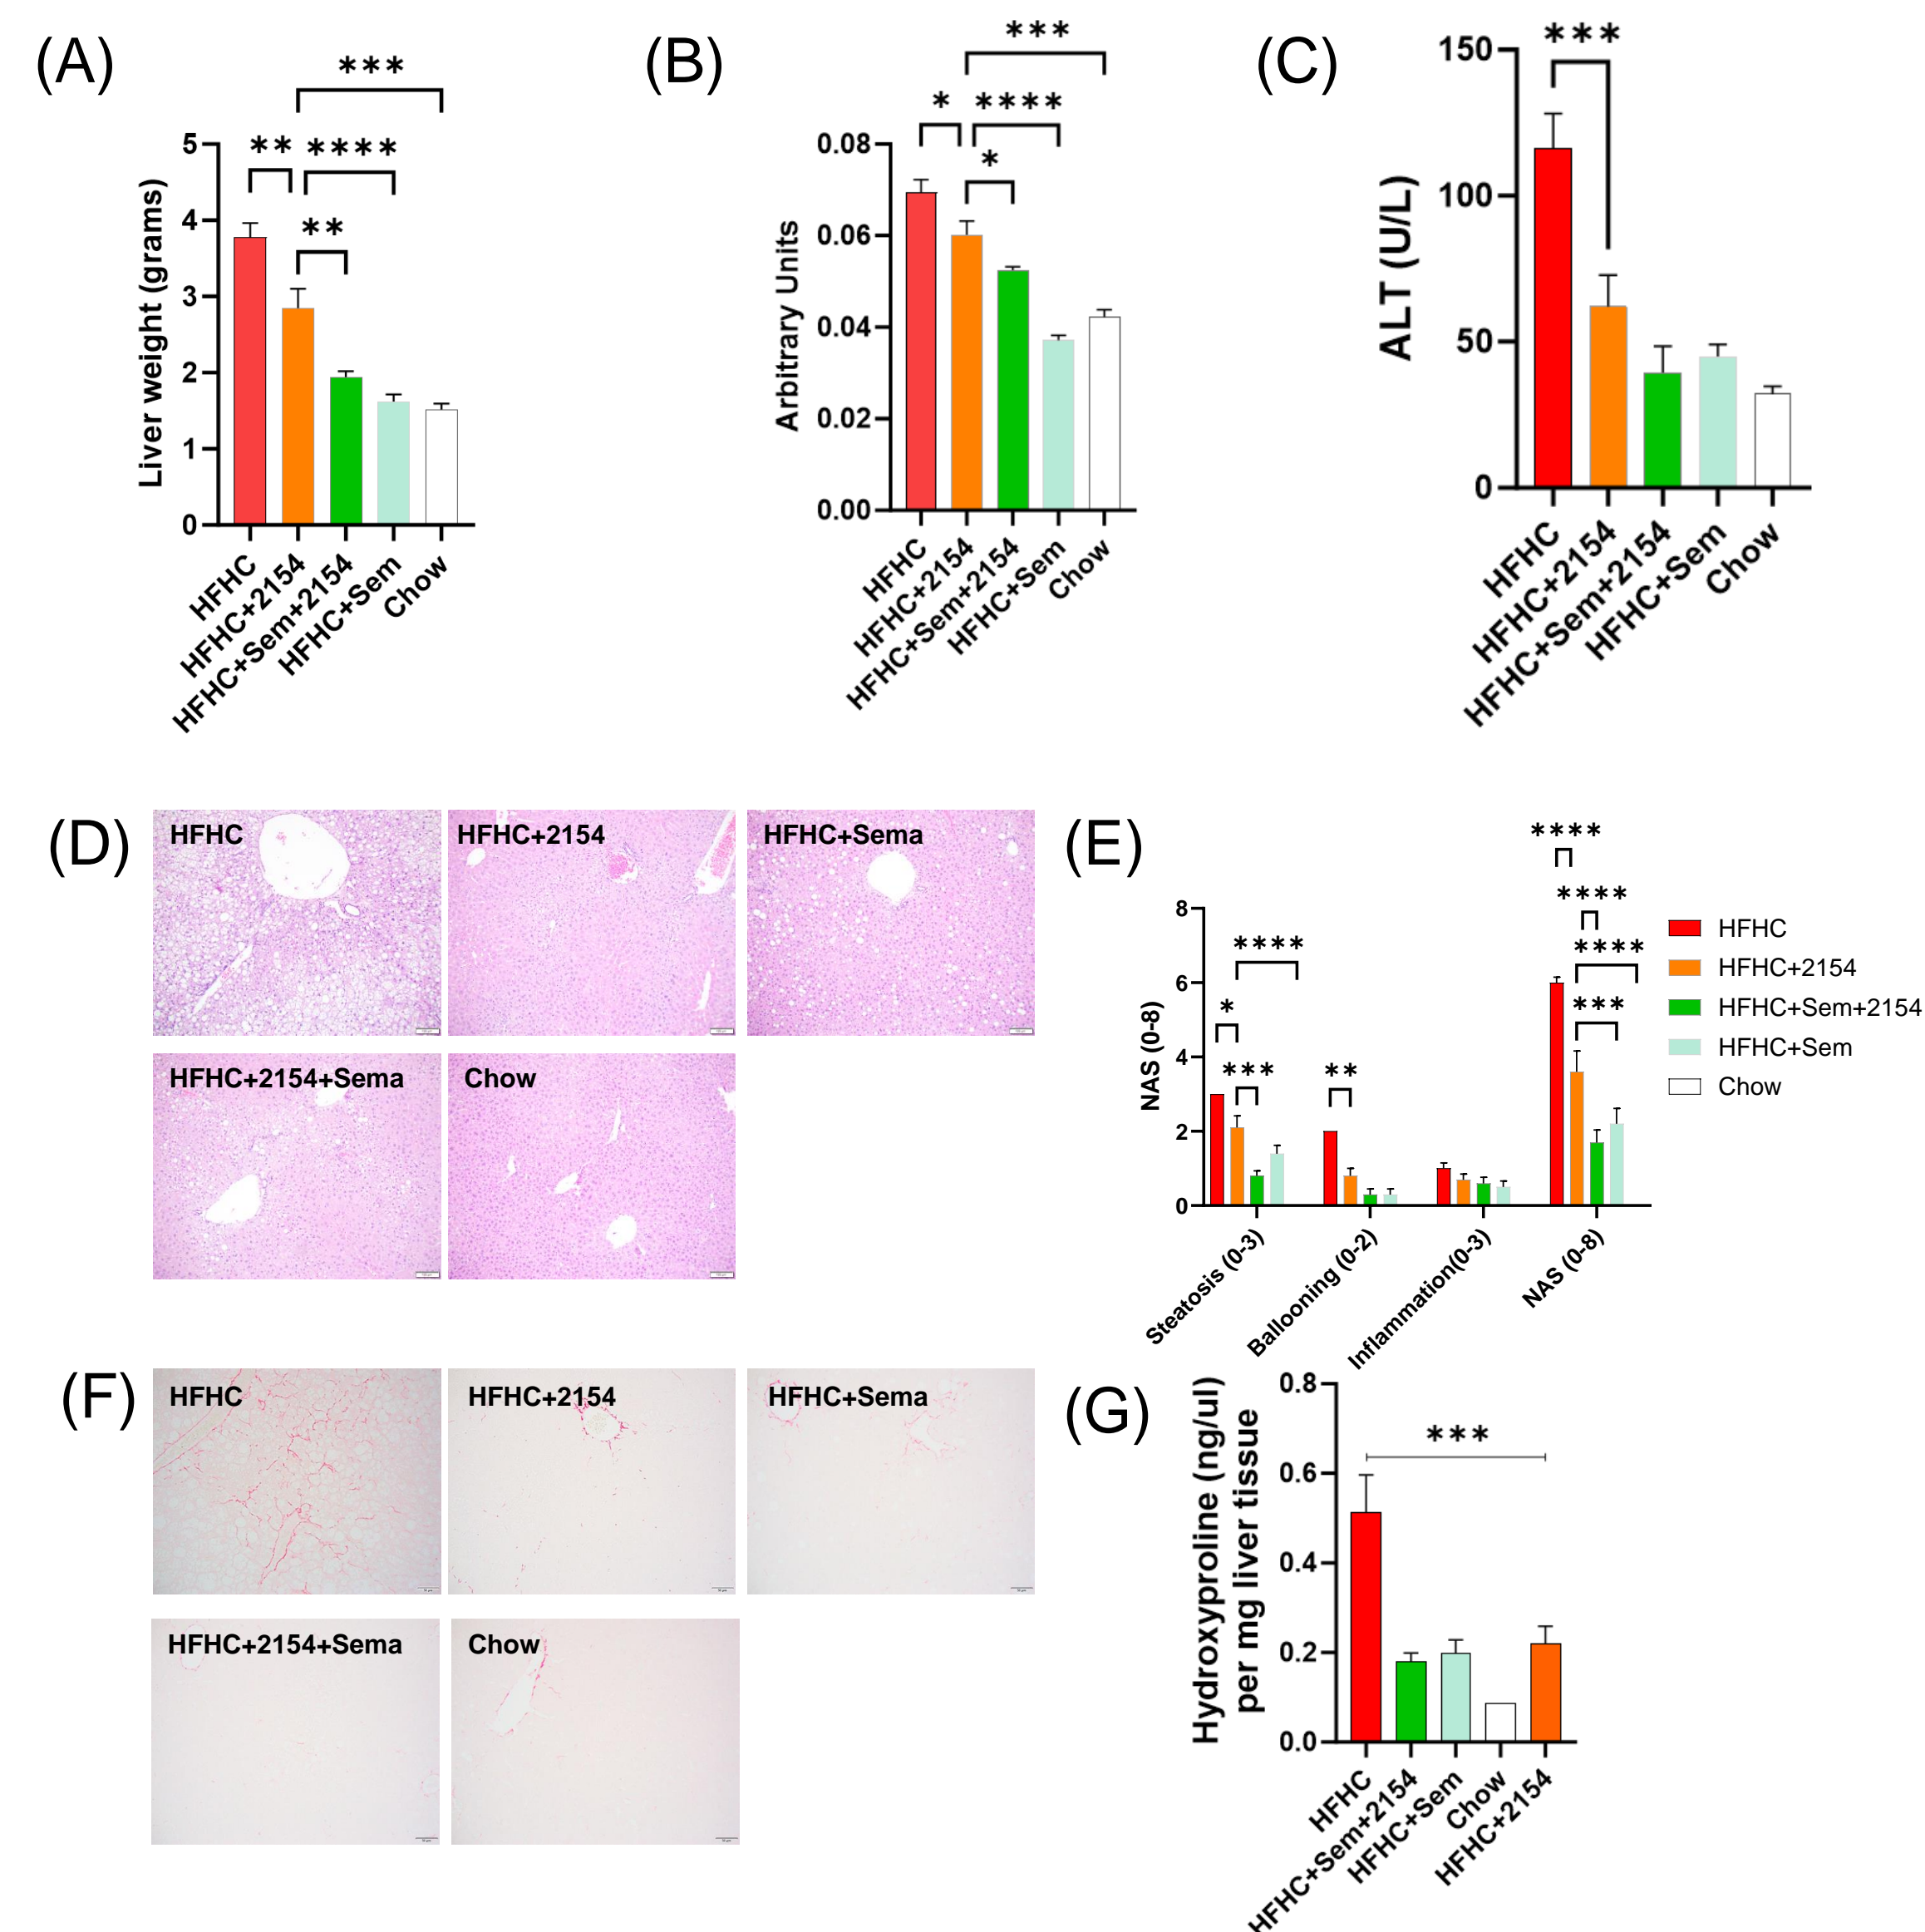 (A)
***
** ****
**
Liver weight (grams)
5
4
3
2
1
0
HFHC
HFHC+2154
HFHC+Sem+2154
HFHC+Sem
Chow
(B)
***
* ****
*
Arbitrary Units
0.08
0.06
0.04
0.02
0.00
HFHC
HFHC+2154
HFHC+Sem+2154
HFHC+Sem
Chow
(C)
***
ALT (U/L)
150
100
50
0
HFHC
HFHC+2154
HFHC+Sem+2154
HFHC+Sem
Chow
(D)
HFHC
HFHC+2154
HFHC+Sema
HFHC+2154+Sema
Chow
(E)
****
****
****
****
*
***
***
**
NAS (0-8)
8
6
4
2
0
Steatosis (0-3)
Ballooning (0-2)
Inflammation(0-3)
NAS (0-8)
HFHC
HFHC+2154
HFHC+Sem+2154
HFHC+Sem
Chow
(F)
HFHC
HFHC+2154
HFHC+Sema
HFHC+2154+Sema
Chow
(G)
***
Hydroxyproline (ng/ul)
per mg liver tissue
0.8
0.6
0.4
0.2
0.0
HFHC
HFHC+Sem+2154
HFHC+Sem
Chow
HFHC+2154